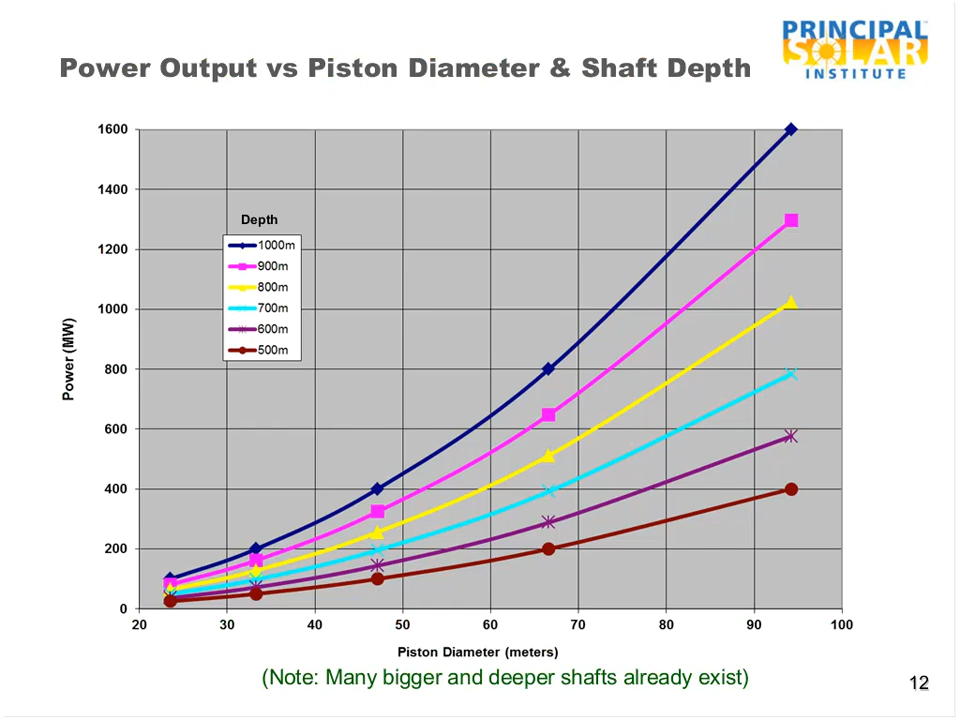 PRINCIPAL
SOLAR
INSTITUTE
Power Output vs Piston Diameter & Shaft Depth
1600
1400
1200
1000
800
600
400
200
0
Power (MW)
Depth
1000m
900m
800m
700m
600m
500m
20 30 40 50 60 70 80 90 100
Piston Diameter (meters)
(Note: Many bigger and deeper shafts already exist)
12